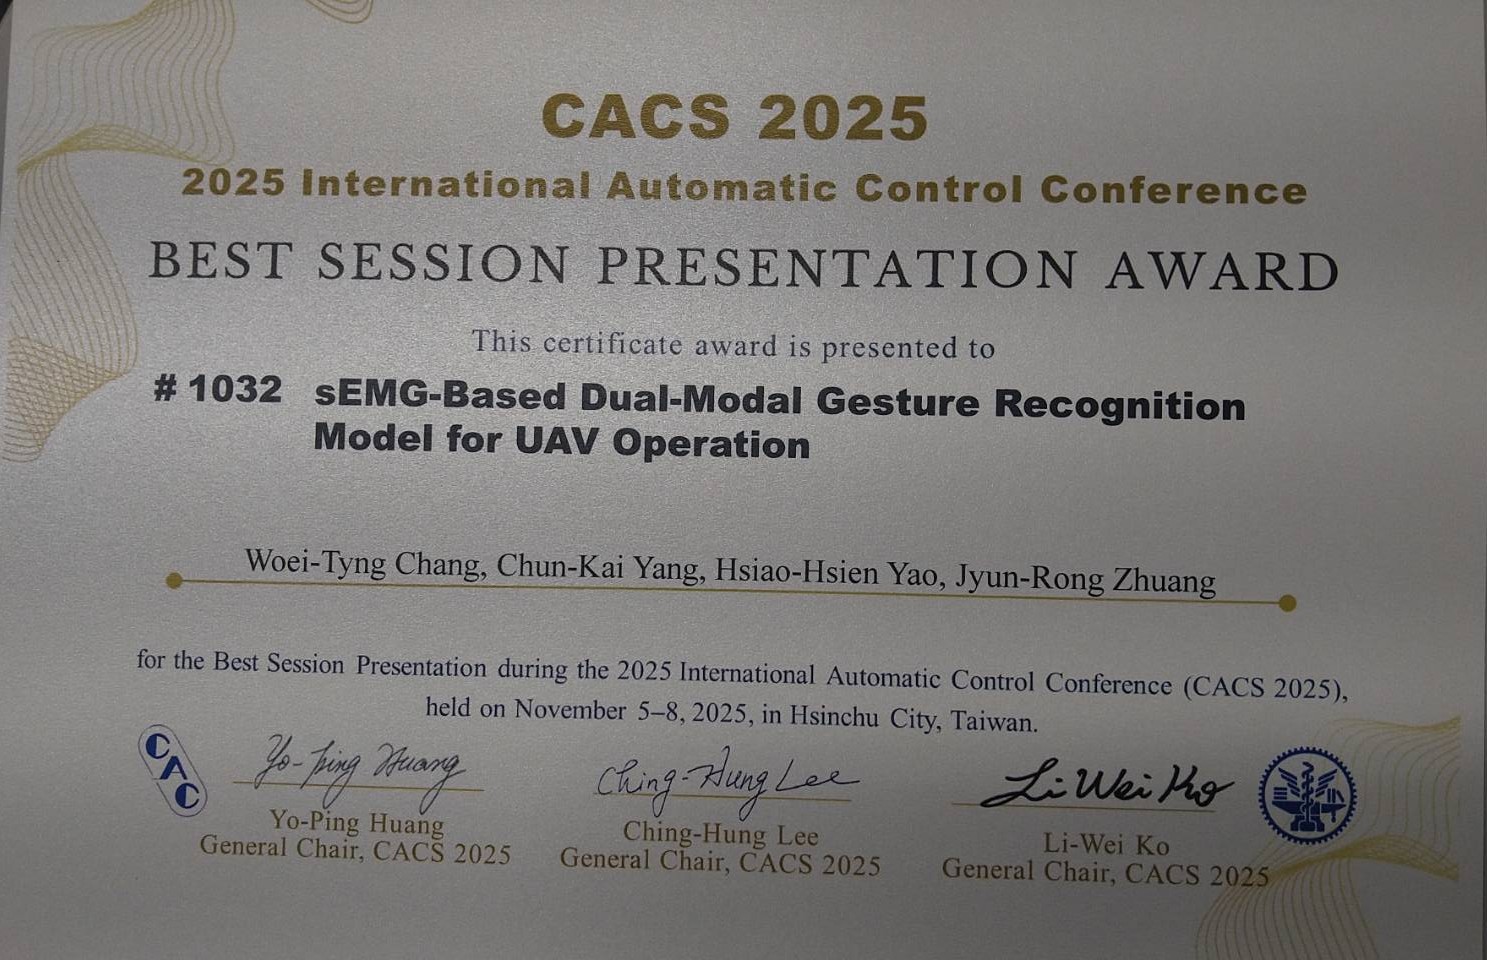 CACS 2025
2025 International Automatic Control Conference
BEST SESSION PRESENTATION AWARD
This certificate award is presented to
# 1032 sEMG-Based Dual-Modal Gesture Recognition
Model for UAV Operation
Woei-Tyng Chang, Chun-Kai Yang, Hsiao-Hsien Yao, Jyun-Rong Zhuang
for the Best Session Presentation during the 2025 International Automatic Control Conference (CACS 2025),
held on November 5–8, 2025, in Hsinchu City, Taiwan.
CAC
Yo-Ping Huang
Ching-Hung Lee
Li Wei Ko
Yo-Ping Huang
General Chair, CACS 2025
Ching-Hung Lee
General Chair, CACS 2025
Li-Wei Ko
General Chair, CACS 2025